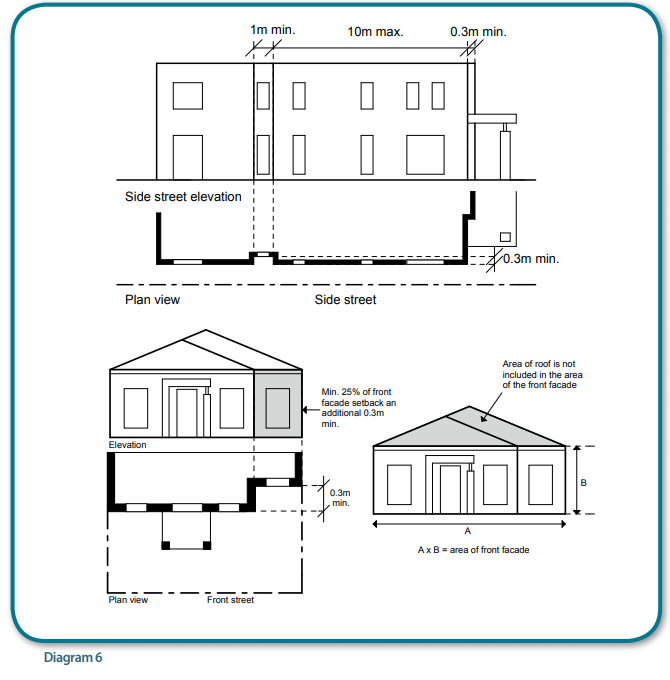 1m min.
10m max.
0.3m min.
Side street elevation
0.3m min.
Plan view
Side street
Min. 25% of front
facade setback an
additional 0.3m
min.
Elevation
0.3m
min.
Plan view
Front street
Area of roof is not
included in the area
of the front facade
B
A
A x B = area of front facade
Diagram 6